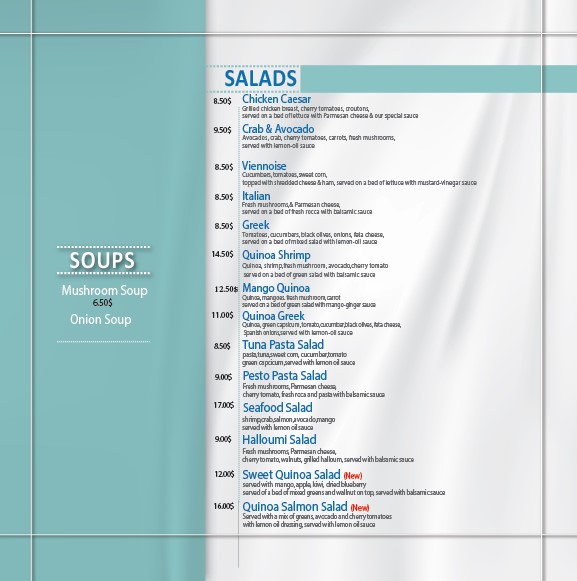 SOUPS
Mushroom Soup
6.50$
Onion Soup
SALADS
8.50$ Chicken Caesar
Grilled chicken breast, cherry tomatoes, croutons,
served on a bed of lettuce with Parmesan cheese & our special sauce
9.50$ Crab & Avocado
Avocados, crab, cherry tomatoes, carrots, fresh mushrooms,
served with lemon-oil sauce
8.50$ Viennoise
Cucumbers, tomatoes, sweet corn,
topped with shredded cheese & ham, served on a bed of lettuce with mustard-vinegar sauce
8.50$ Italian
Fresh mushrooms, & Parmesan cheese,
served on a bed of fresh rocca with balsamic sauce
8.50$ Greek
Tomatoes, cucumbers, black olives, onions, feta cheese,
served on a bed of mixed salad with lemon-oil sauce
14.50$ Quinoa Shrimp
Quinoa, shrimp, fresh mushroom, avocado, cherry tomato
served on a bed of green salad with balsamic sauce
12.50$ Mango Quinoa
Quinoa, mangoes, fresh mushroom, carrot
served on a bed of green salad with mango-ginger sauce
11.00$ Quinoa Greek
Quinoa, green capsicum, tomato, cucumber, black olives, feta cheese,
Spanish onions, served with lemon-oil sauce
8.50$ Tuna Pasta Salad
pasta, tuna, sweet corn, cucumber, tomato
green capcicum, served with lemon oil sauce
9.00$ Pesto Pasta Salad
Fresh mushrooms, Parmesan cheese,
cherry tomato, fresh roca and pasta with balsamic sauce
17.00$ Seafood Salad
shrimp, crab, salmon, avocado, mango
served with lemon oil sauce
9.00$ Halloumi Salad
Fresh mushrooms, Parmesan cheese,
cherry tomato, walnuts, grilled halloum, served with balsamic sauce
12.00$ Sweet Quinoa Salad (New)
served with mango, apple, kiwi, dried blueberry
served of a bed of mixed greens and wallnut on top, served with balsamic sauce
16.00$ Quinoa Salmon Salad (New)
Served with a mix of greens, avocado and cherry tomatoes
with lemon oil dressing, served with lemon oil sauce